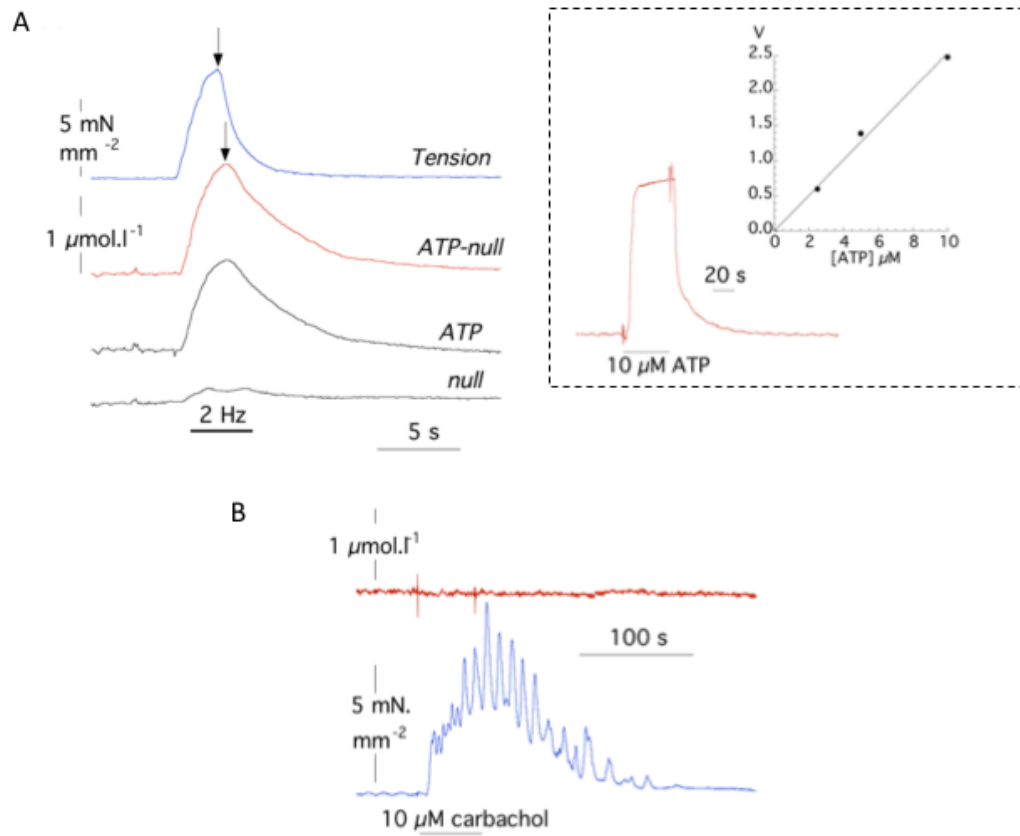 A
5 mN
mm⁻²
Tension
1 µmol.l⁻¹
ATP-null
ATP
null
2 Hz
5 s
V
2.5
2.0
1.5
1.0
0.5
0.0
0 2 4 6 8 10
[ATP] µM
20 s
10 µM ATP
B
1 µmol.l⁻¹
100 s
5 mN.
mm⁻²
10 µM carbachol